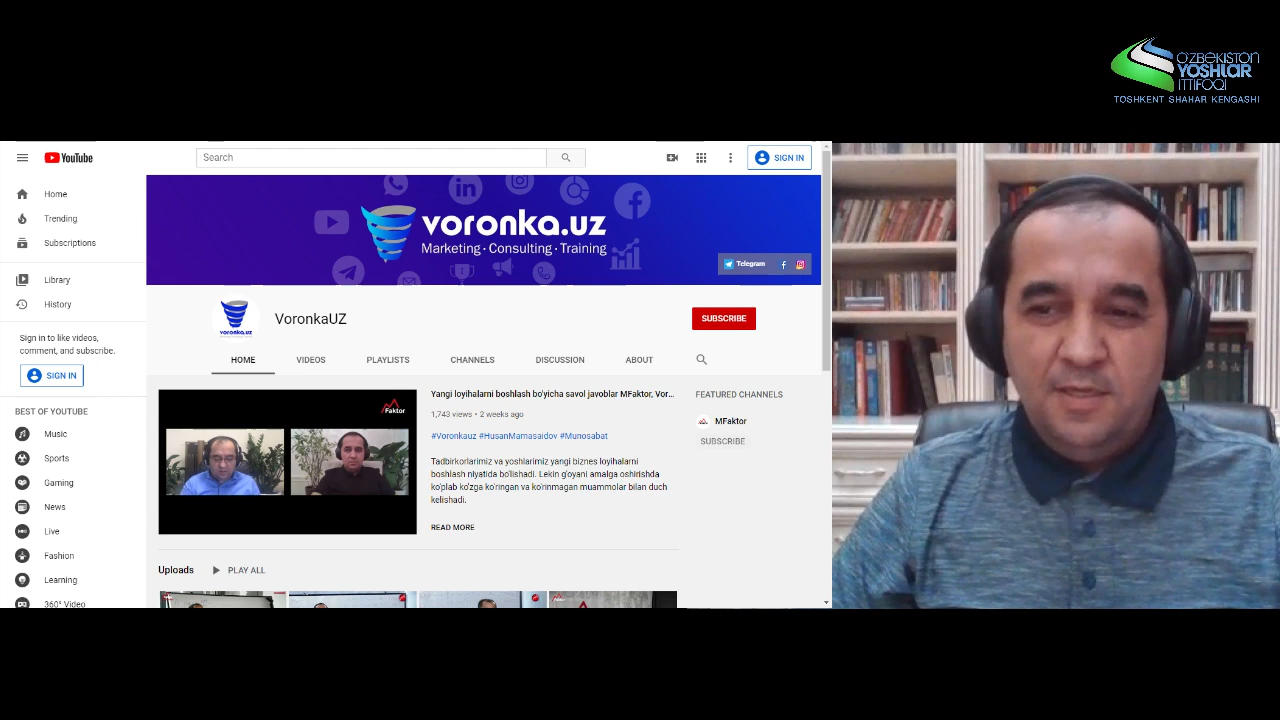 O'ZBEKISTON
YOSHLAR
ITTIFOQI
TOSHKENT SHAHAR KENGASHI
YouTube
Search
SIGN IN
Home
Trending
Subscriptions
Library
History
Sign in to like videos,
comment, and subscribe.
SIGN IN
BEST OF YOUTUBE
Music
Sports
Gaming
News
Live
Fashion
Learning
360° Video
voronka.uz
Marketing · Consulting · Training
Telegram
voronka.uz
VoronkaUZ
SUBSCRIBE
HOME VIDEOS PLAYLISTS CHANNELS DISCUSSION ABOUT
Faktor
Yangi loyihalarni boshlash bo'yicha savol javoblar MFaktor, Vor...
1,743 views • 2 weeks ago
#Voronkauz #HusanMamasaidov #Munosabat
Tadbirkorlarimiz va yoshlarimiz yangi biznes loyihalarni
boshlash niyatida bo'lishadi. Lekin g'oyani amalga oshirishda
ko'plab ko'zga ko'ringan va ko'rinmagan muammolar bilan duch
kelishadi.
READ MORE
FEATURED CHANNELS
MFaktor
SUBSCRIBE
Uploads PLAY ALL